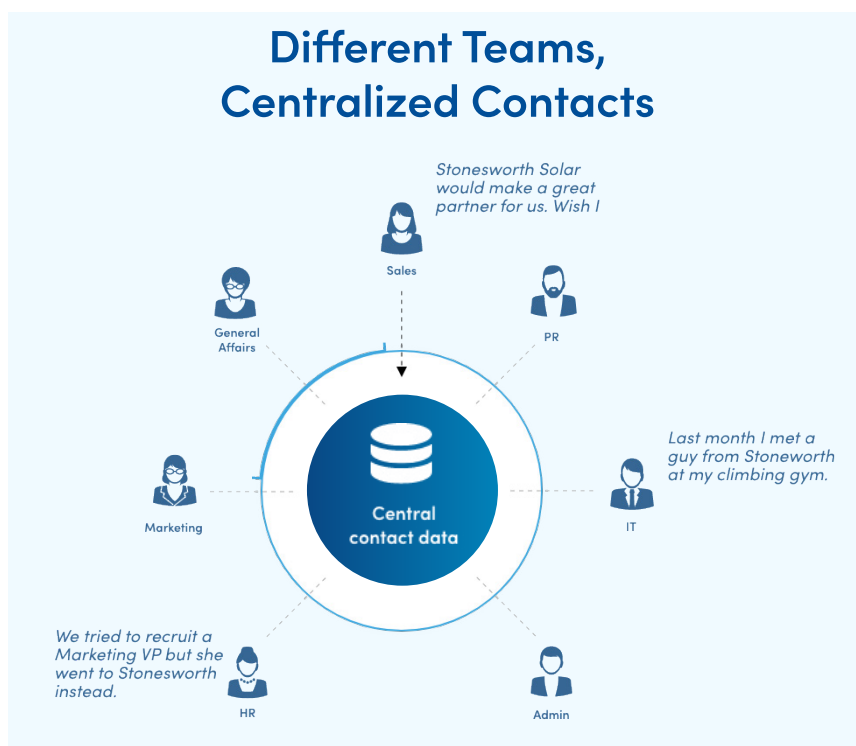 Different Teams,
Centralized Contacts
Stonesworth Solar
would make a great
partner for us. Wish I
Sales
General
Affairs
PR
Last month I met a
guy from Stoneworth
at my climbing gym.
Marketing
Central
contact data
IT
We tried to recruit a
Marketing VP but she
went to Stonesworth
instead.
HR
Admin